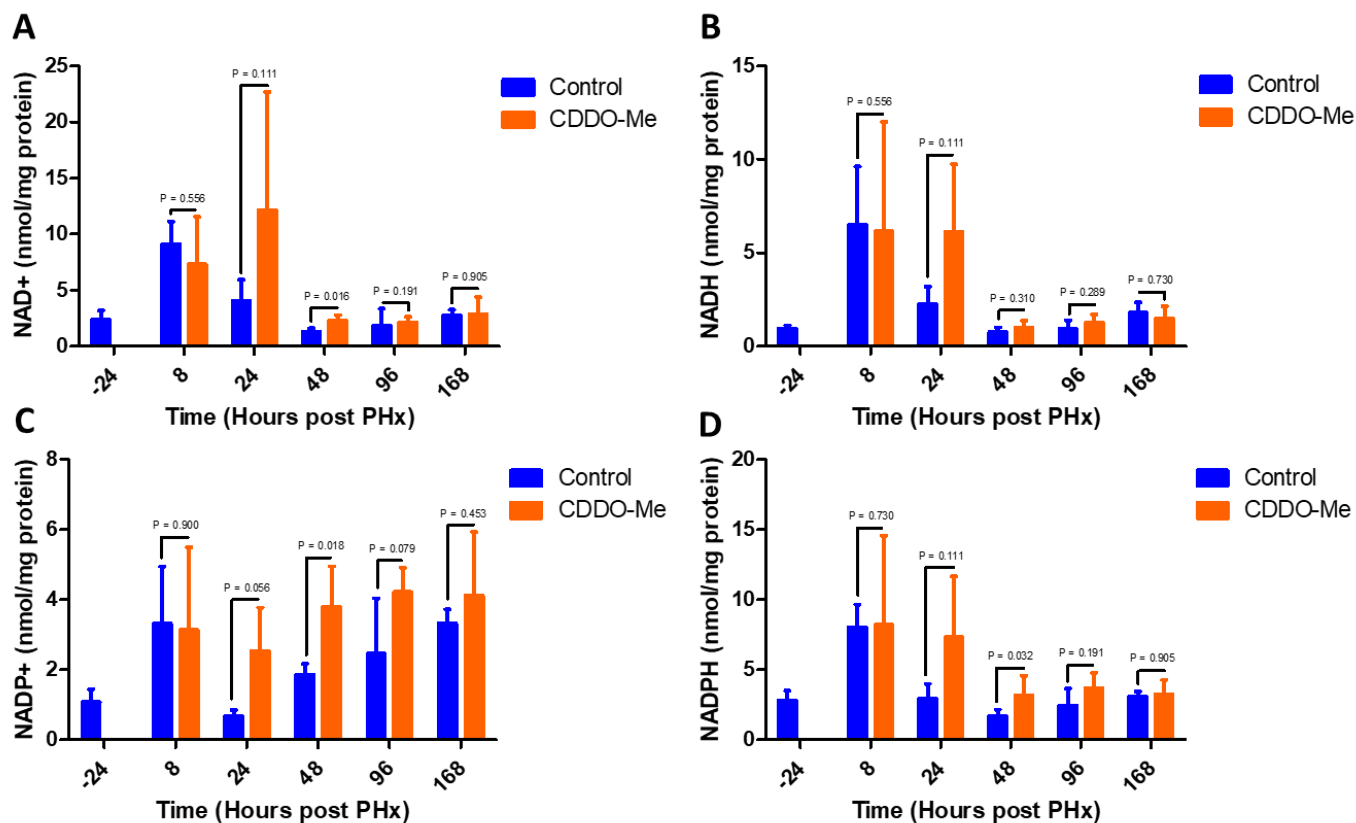 A
NAD+ (nmol/mg protein)
25
20
15
10
5
0
P = 0.556
P = 0.111
P = 0.016
P = 0.191
P = 0.905
-24
8
24
48
96
168
Time (Hours post PHx)
Control
CDDO-Me
B
NADH (nmol/mg protein)
15
10
5
0
P = 0.556
P = 0.111
P = 0.310
P = 0.289
P = 0.730
-24
8
24
48
96
168
Time (Hours post PHx)
Control
CDDO-Me
C
NADP+ (nmol/mg protein)
8
6
4
2
0
P = 0.900
P = 0.056
P = 0.018
P = 0.079
P = 0.453
-24
8
24
48
96
168
Time (Hours post PHx)
Control
CDDO-Me
D
NADPH (nmol/mg protein)
20
15
10
5
0
P = 0.730
P = 0.111
P = 0.032
P = 0.191
P = 0.905
-24
8
24
48
96
168
Time (Hours post PHx)
Control
CDDO-Me